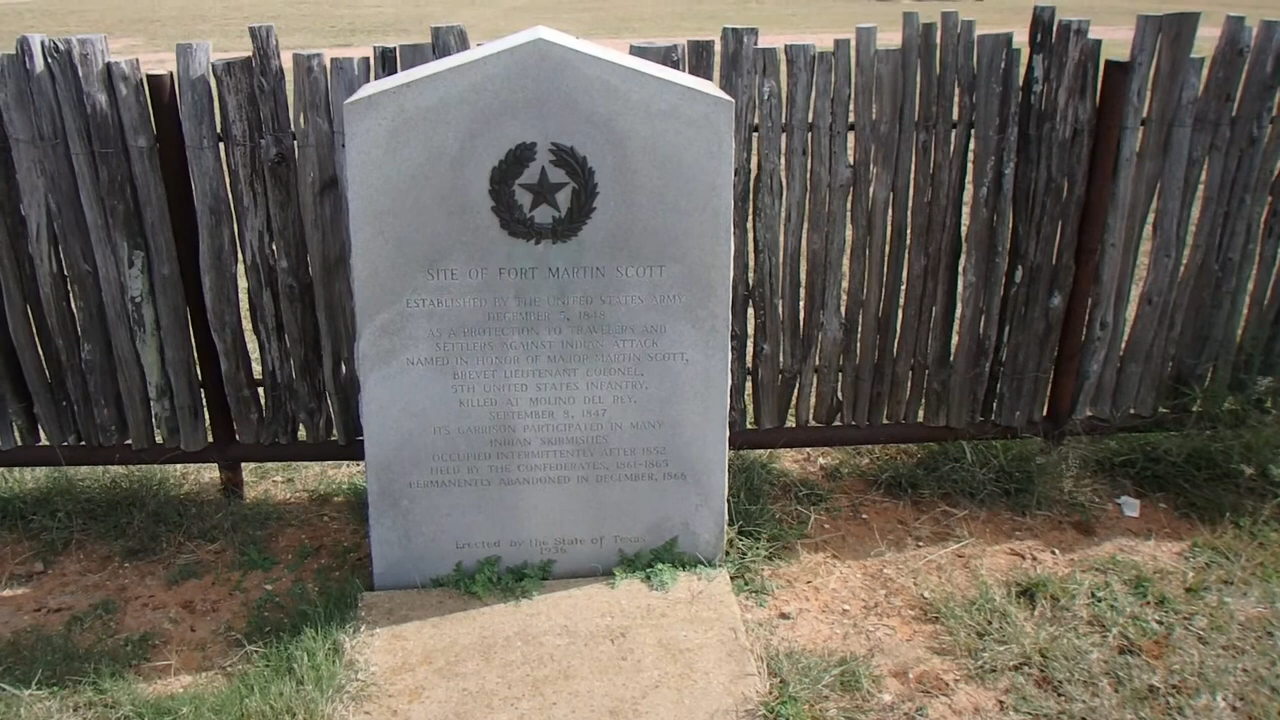 SITE OF FORT MARTIN SCOTT
ESTABLISHED BY THE UNITED STATES ARMY
DECEMBER 5, 1848
AS A PROTECTION TO TRAVELERS AND
SETTLERS AGAINST INDIAN ATTACK
NAMED IN HONOR OF MAJOR MARTIN SCOTT,
BREVET LIEUTENANT COLONEL,
5TH UNITED STATES INFANTRY,
KILLED AT MOLINO DEL REY,
SEPTEMBER 8, 1847
ITS GARRISON PARTICIPATED IN MANY
INDIAN SKIRMISHES
OCCUPIED INTERMITTENTLY AFTER 1852
HELD BY THE CONFEDERATES, 1861-1865
PERMANENTLY ABANDONED IN DECEMBER, 1866
Erected by the State of Texas
1936